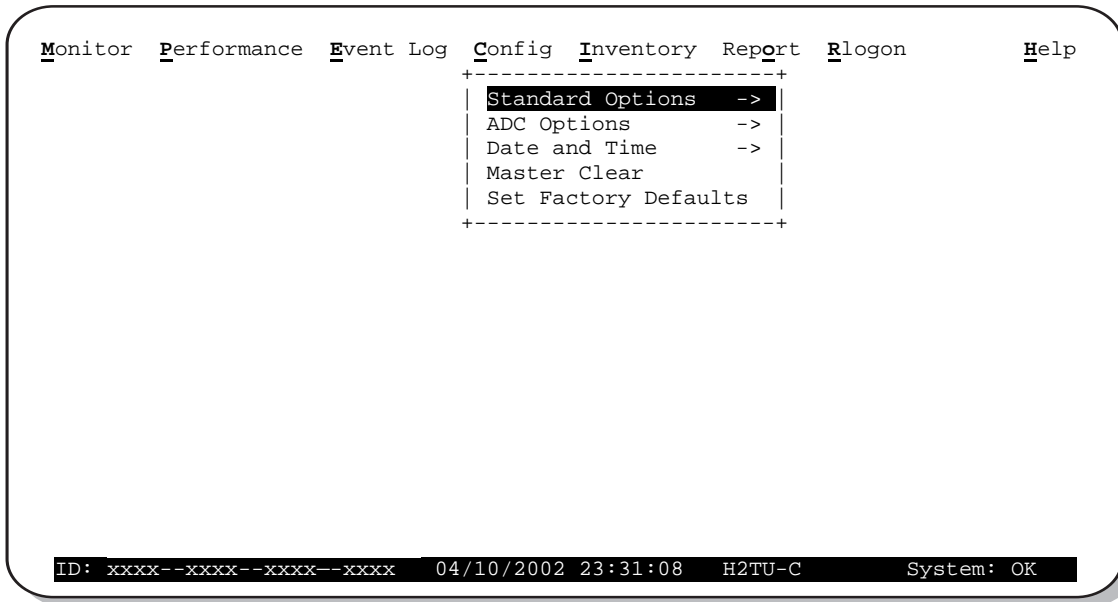 Monitor  Performance  Event Log  Config  Inventory  Report  Rlogon         Help
+-----------------------+
| Standard Options   -> |
| ADC Options        -> |
| Date and Time      -> |
| Master Clear          |
| Set Factory Defaults  |
+-----------------------+
ID: xxxx--xxxx--xxxx--xxxx   04/10/2002 23:31:08   H2TU-C        System: OK